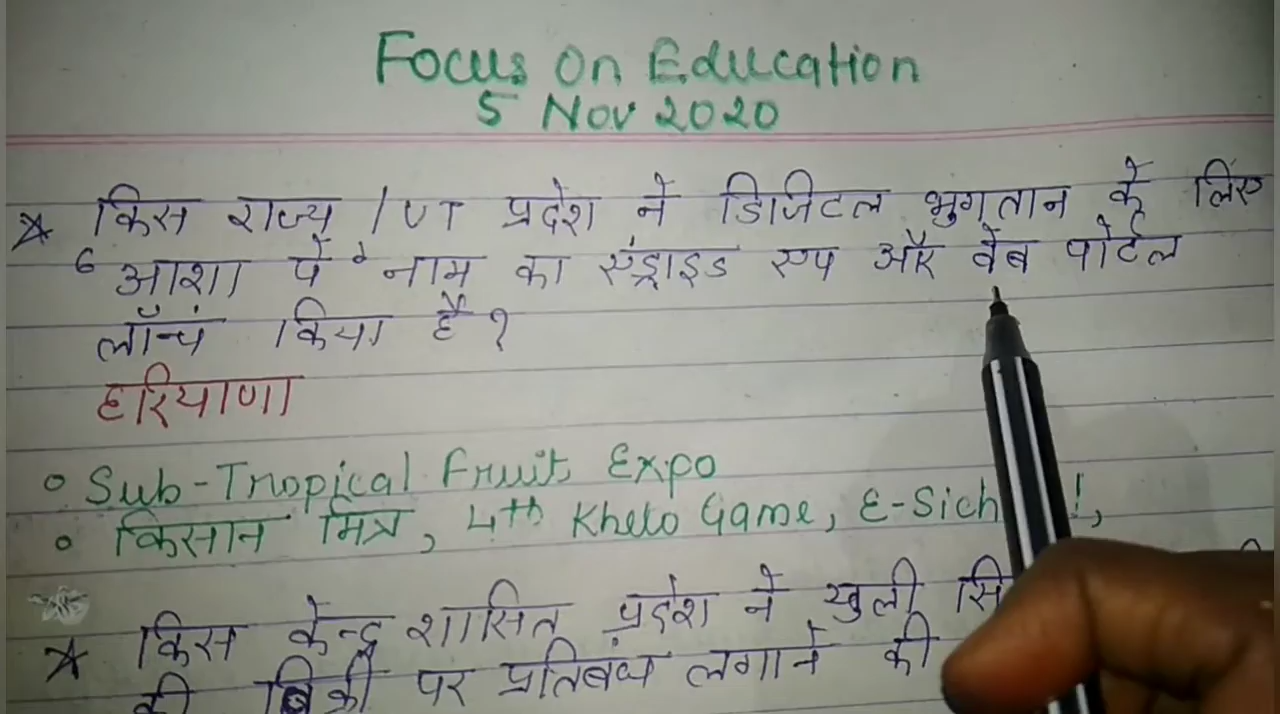 Focus On Education
5 Nov 2020
किस राज्य / UT प्रदेश ने डिजिटल भुगतान के लिए
'आशा पे' नाम का एंड्राइड एप और वेब पोर्टल
लॉन्च किया है?
हरियाणा
Sub-Tropical Fruit Expo
किसान मित्र, 4th Khelo Game, E-Sich
किस केन्द्र शासित प्रदेश ने खुली
की बिक्री पर प्रतिबंध लगाने की